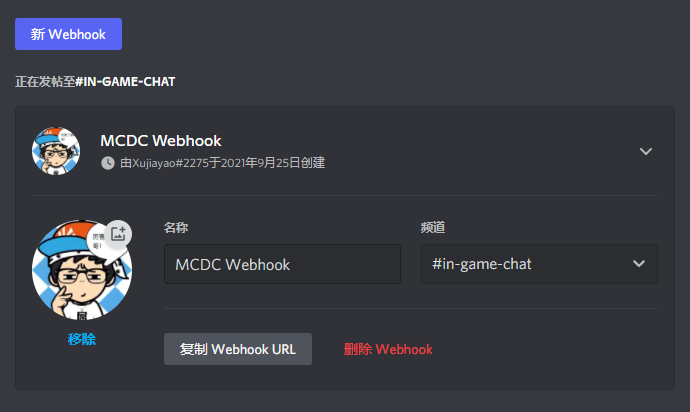 新 Webhook
正在发帖至#IN-GAME-CHAT
MCDC Webhook
由Xujiayao#2275于2021年9月25日创建
名称
频道
MCDC Webhook
#in-game-chat
移除
复制 Webhook URL
删除 Webhook